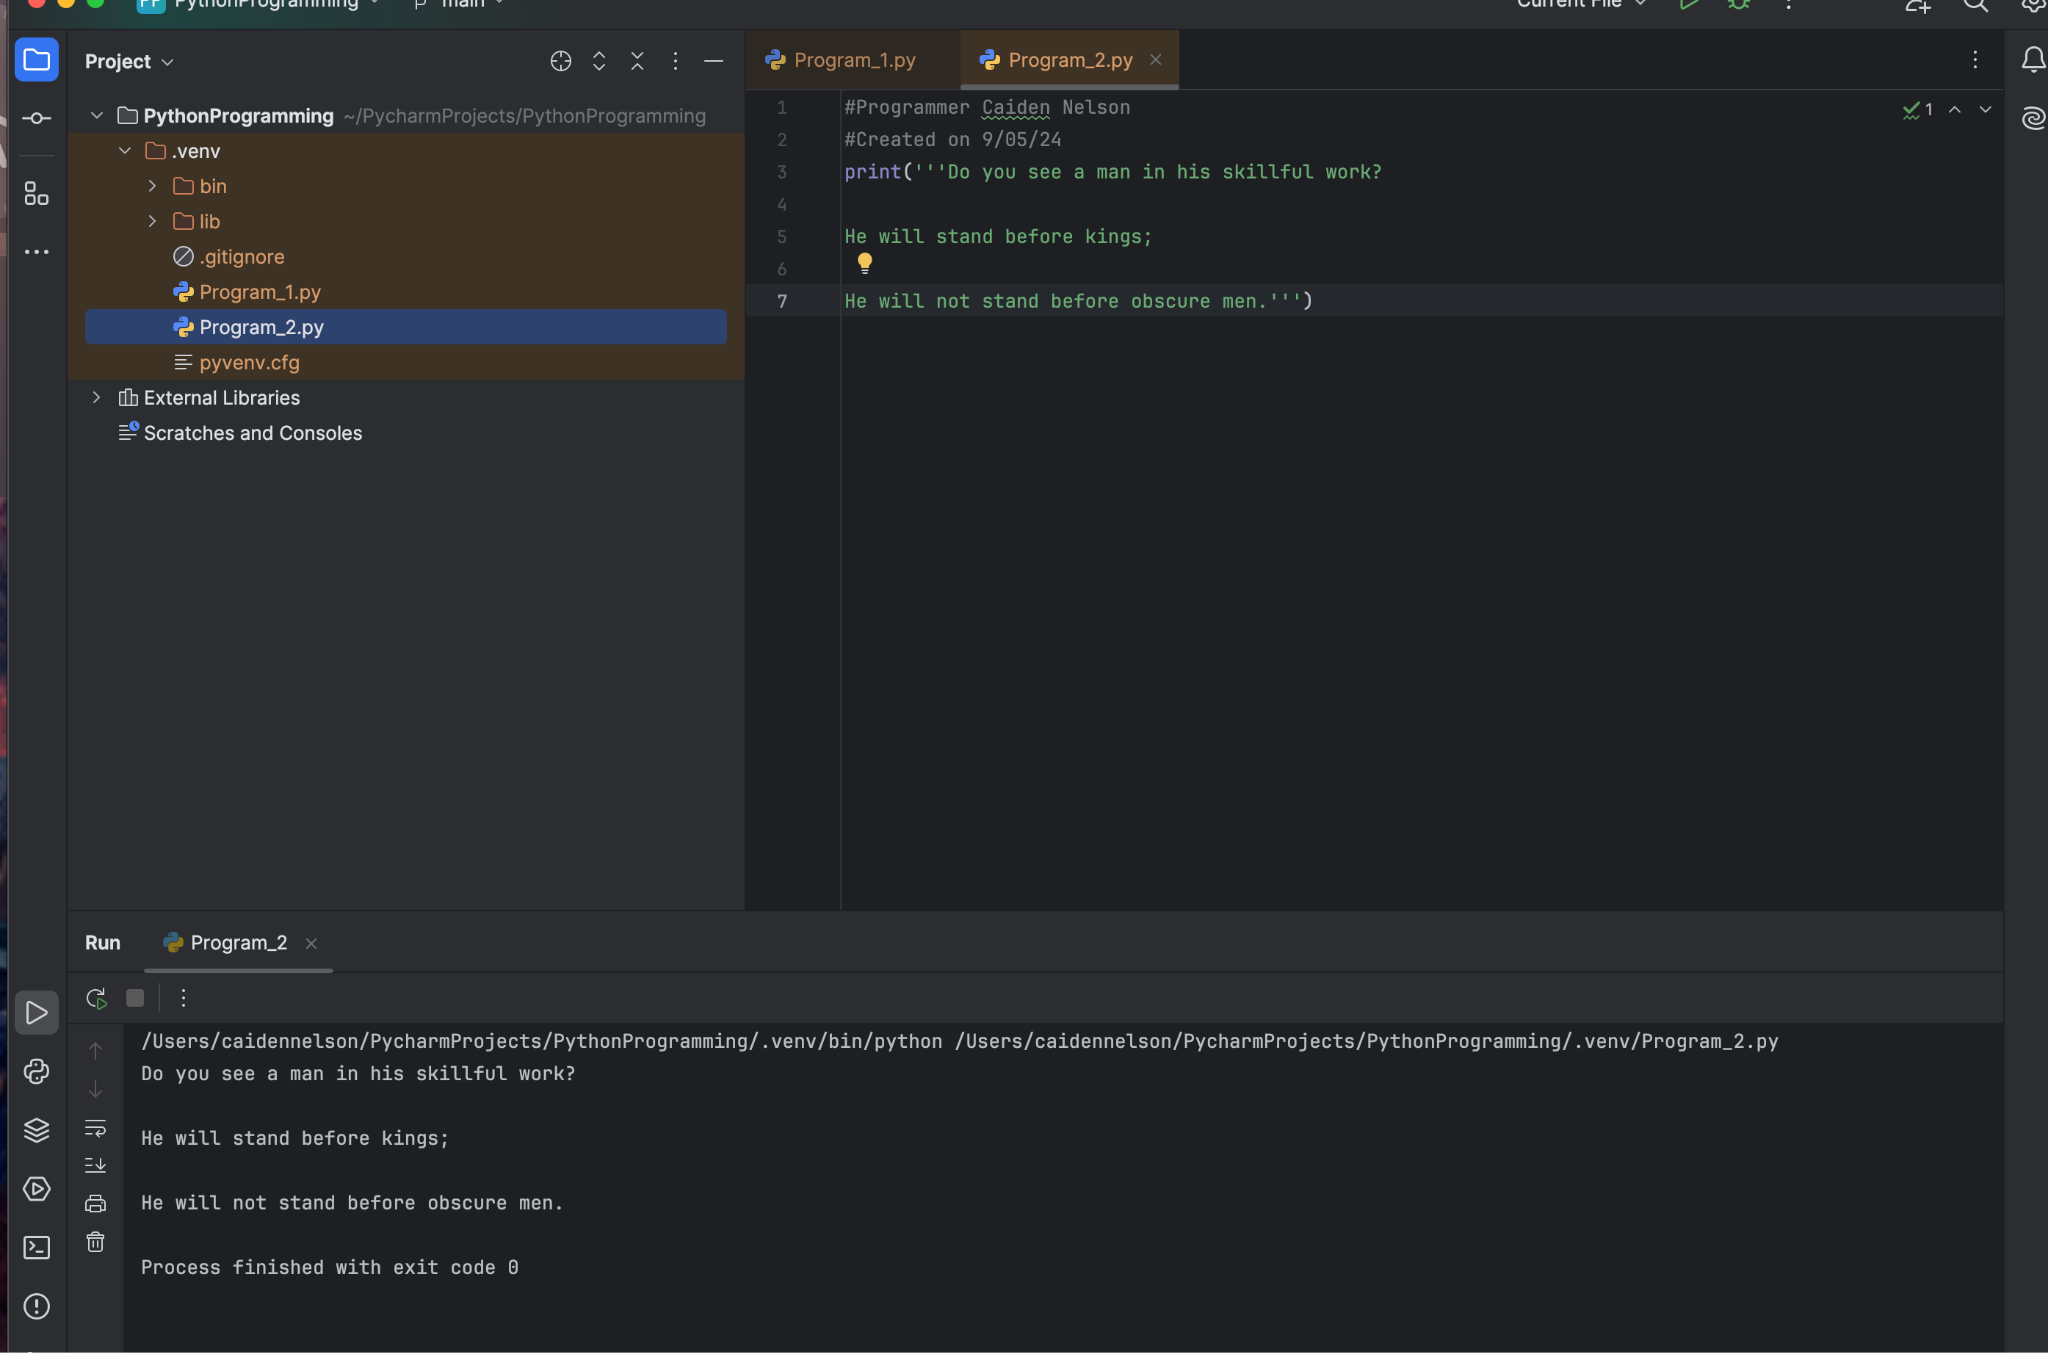 PP PythonProgramming main Current File
Project
PythonProgramming ~/PycharmProjects/PythonProgramming
.venv
bin
lib
.gitignore
Program_1.py
Program_2.py
pyvenv.cfg
External Libraries
Scratches and Consoles
Program_1.py Program_2.py
1 #Programmer Caiden Nelson
2 #Created on 9/05/24
3 print('''Do you see a man in his skillful work?
4
5 He will stand before kings;
6
7 He will not stand before obscure men.''')
1
Run Program_2
/Users/caidennelson/PycharmProjects/PythonProgramming/.venv/bin/python /Users/caidennelson/PycharmProjects/PythonProgramming/.venv/Program_2.py
Do you see a man in his skillful work?
He will stand before kings;
He will not stand before obscure men.
Process finished with exit code 0